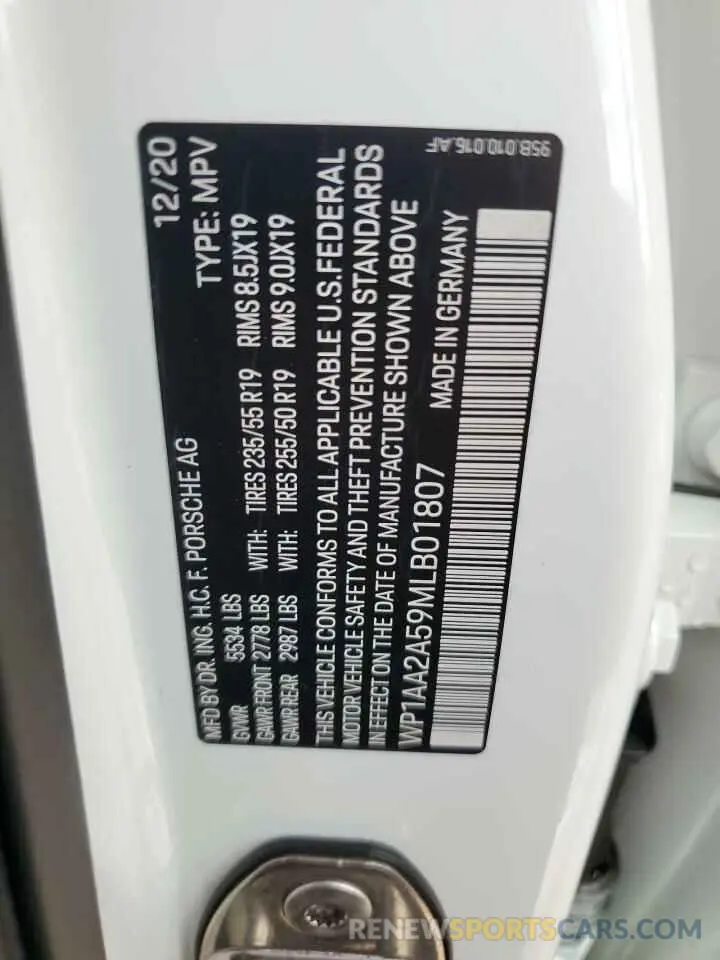 MFD BY DR. ING. H.C. F. PORSCHE AG 12/20
GVWR 5534 LBS TYPE: MPV
GAWR FRONT 2778 LBS WITH: TIRES 235/55 R19 RIMS 8.5JX19
GAWR REAR 2987 LBS WITH: TIRES 255/50 R19 RIMS 9.0JX19
THIS VEHICLE CONFORMS TO ALL APPLICABLE U.S. FEDERAL
MOTOR VEHICLE SAFETY AND THEFT PREVENTION STANDARDS
IN EFFECT ON THE DATE OF MANUFACTURE SHOWN ABOVE
WP1AA2A59MLB01807 MADE IN GERMANY
95B.010.015.AF
RENEWSPORTSCARS.COM